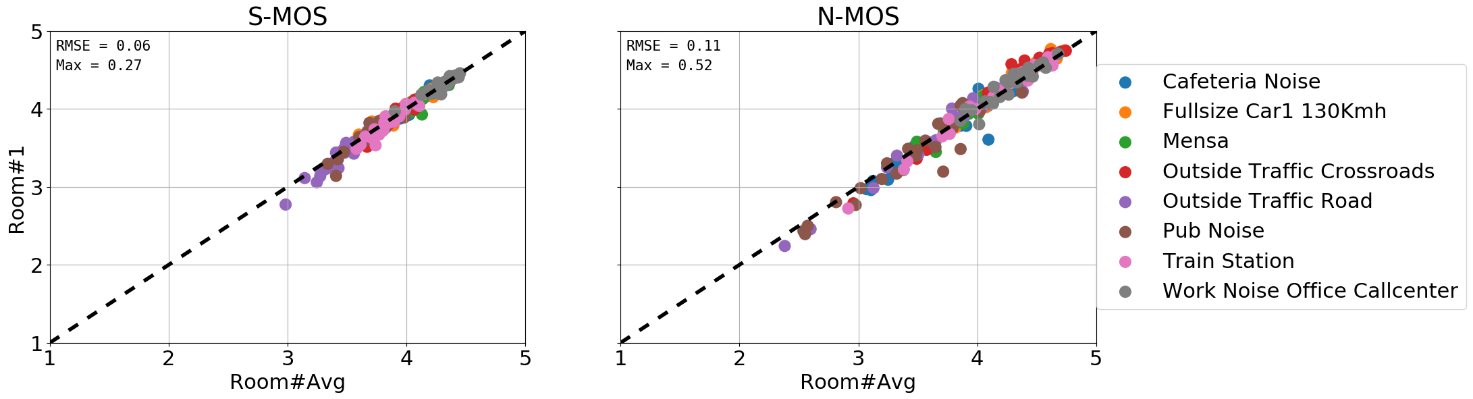 S-MOS
RMSE = 0.06
Max = 0.27
5
4
3
2
1
Room#1
1 2 3 4 5
Room#Avg
N-MOS
RMSE = 0.11
Max = 0.52
1 2 3 4 5
Room#Avg
Cafeteria Noise
Fullsize Car1 130Kmh
Mensa
Outside Traffic Crossroads
Outside Traffic Road
Pub Noise
Train Station
Work Noise Office Callcenter